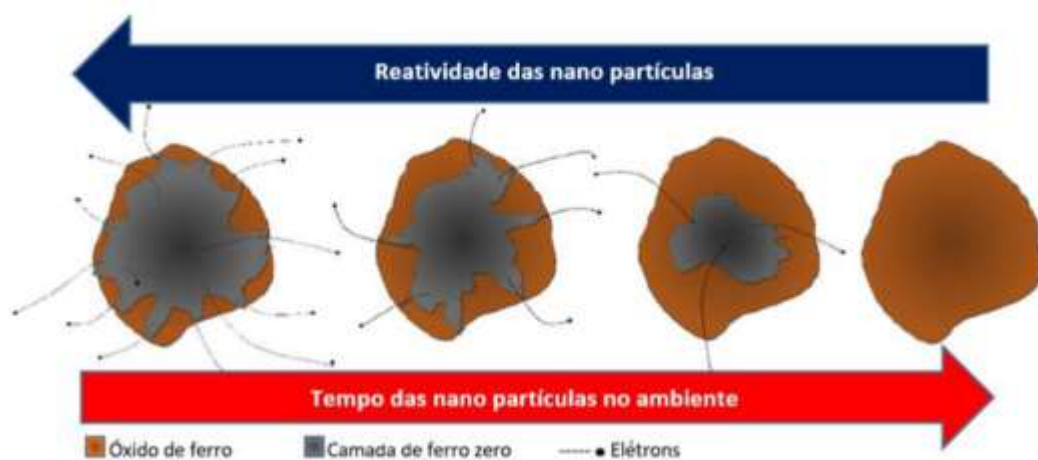 Reatividade das nano partículas
Tempo das nano partículas no ambiente
Óxido de ferro
Camada de ferro zero
Elétrons